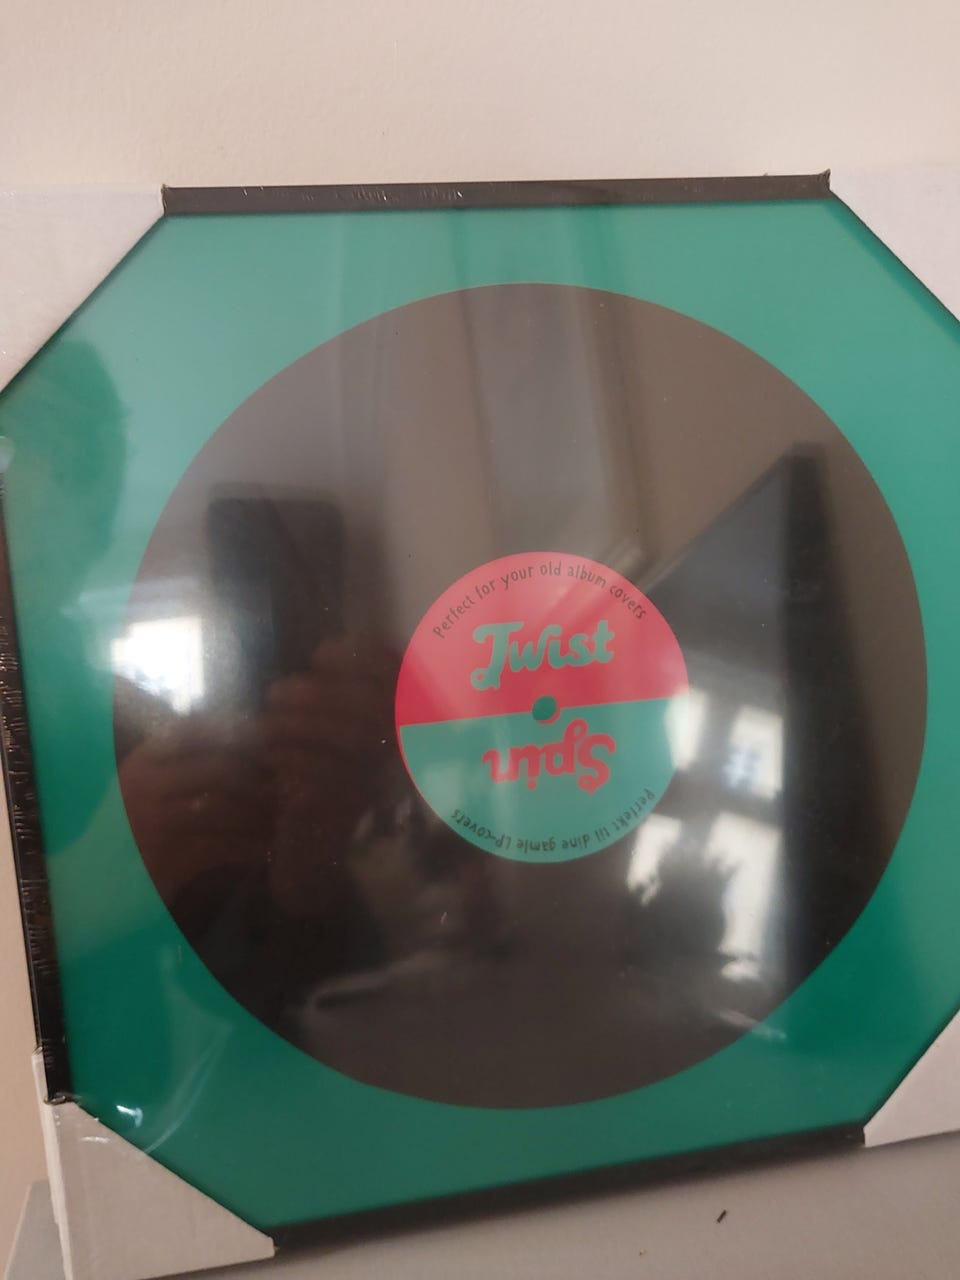 Perfect for your old album covers
Twist
Spin
Perfekt til dine gamle LP-covers